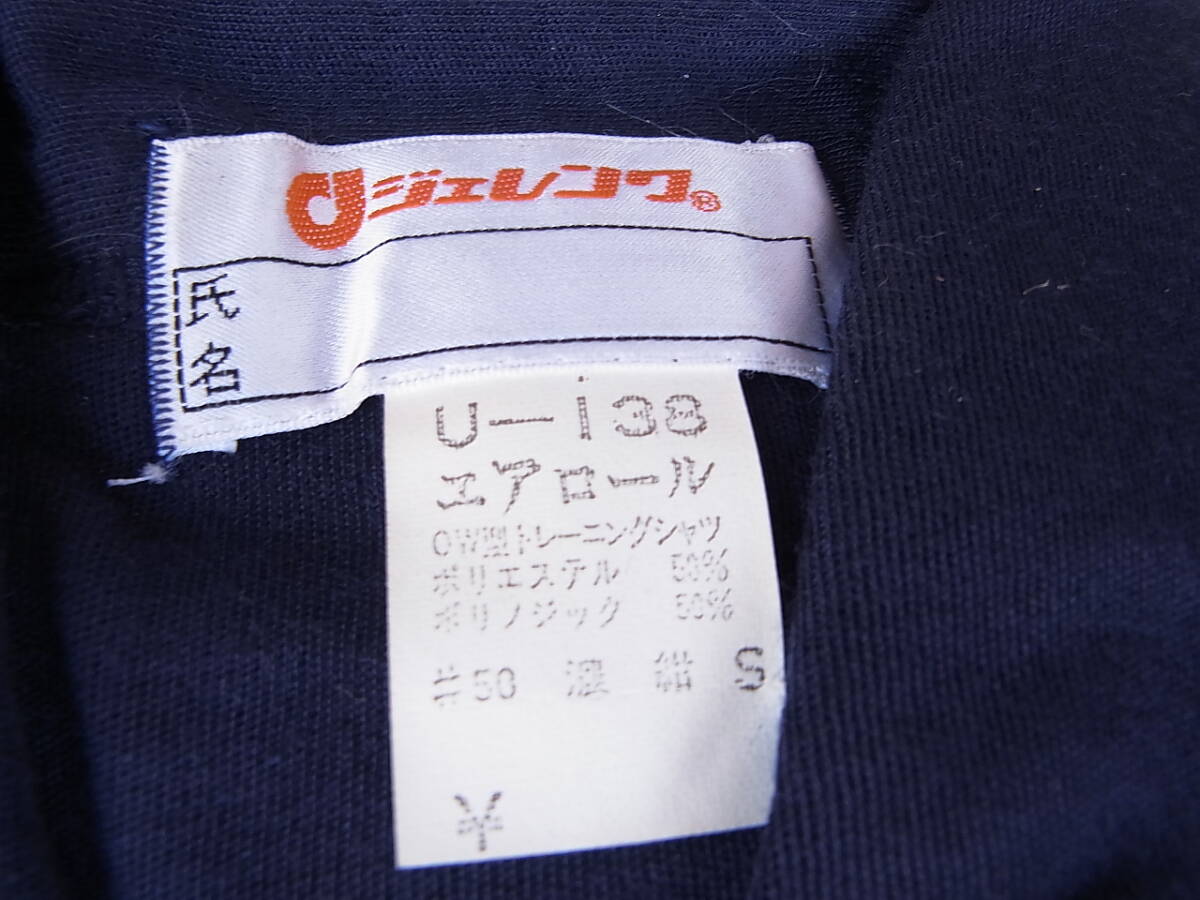 ジェレンク®
氏名
U-i38
エアロール
OW型トレーニングシャツ
ポリエステル 50%
ポリノジック 50%
#50 濃紺 S
¥